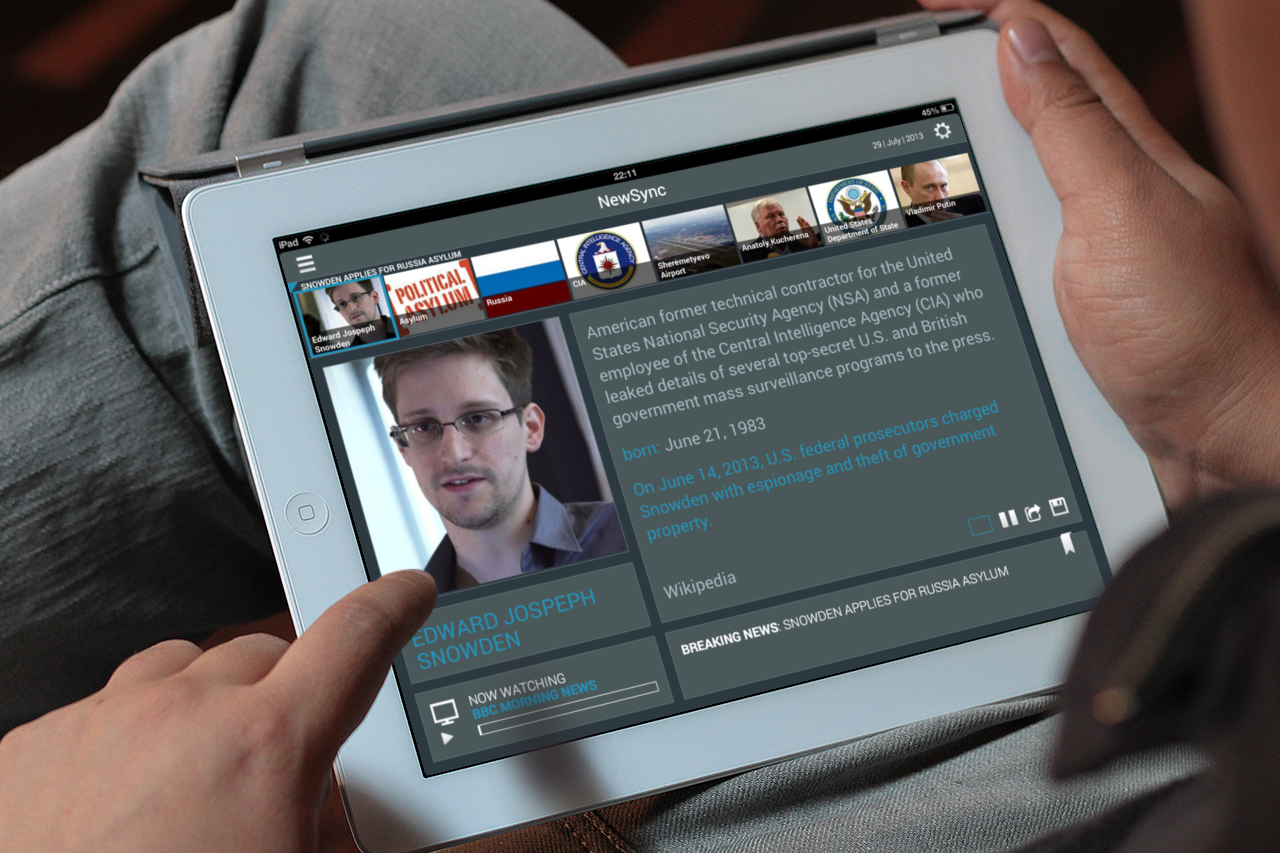 iPad
22:11
45%
NewSync
29 | July | 2013
SNOWDEN APPLIES FOR RUSSIA ASYLUM
Edward Jospeph
Snowden
POLITICAL
ASYLUM
Asylum
Russia
CENTRAL INTELLIGENCE AGENCY
CIA
Sheremetyevo
Airport
Anatoly Kucherena
United States
Department of State
Vladimir Putin
American former technical contractor for the United
States National Security Agency (NSA) and a former
employee of the Central Intelligence Agency (CIA) who
leaked details of several top-secret U.S. and British
government mass surveillance programs to the press.
born: June 21, 1983
On June 14, 2013, U.S. federal prosecutors charged
Snowden with espionage and theft of government
property.
Wikipedia
EDWARD JOSPEPH
SNOWDEN
NOW WATCHING
BBC MORNING NEWS
BREAKING NEWS: SNOWDEN APPLIES FOR RUSSIA ASYLUM